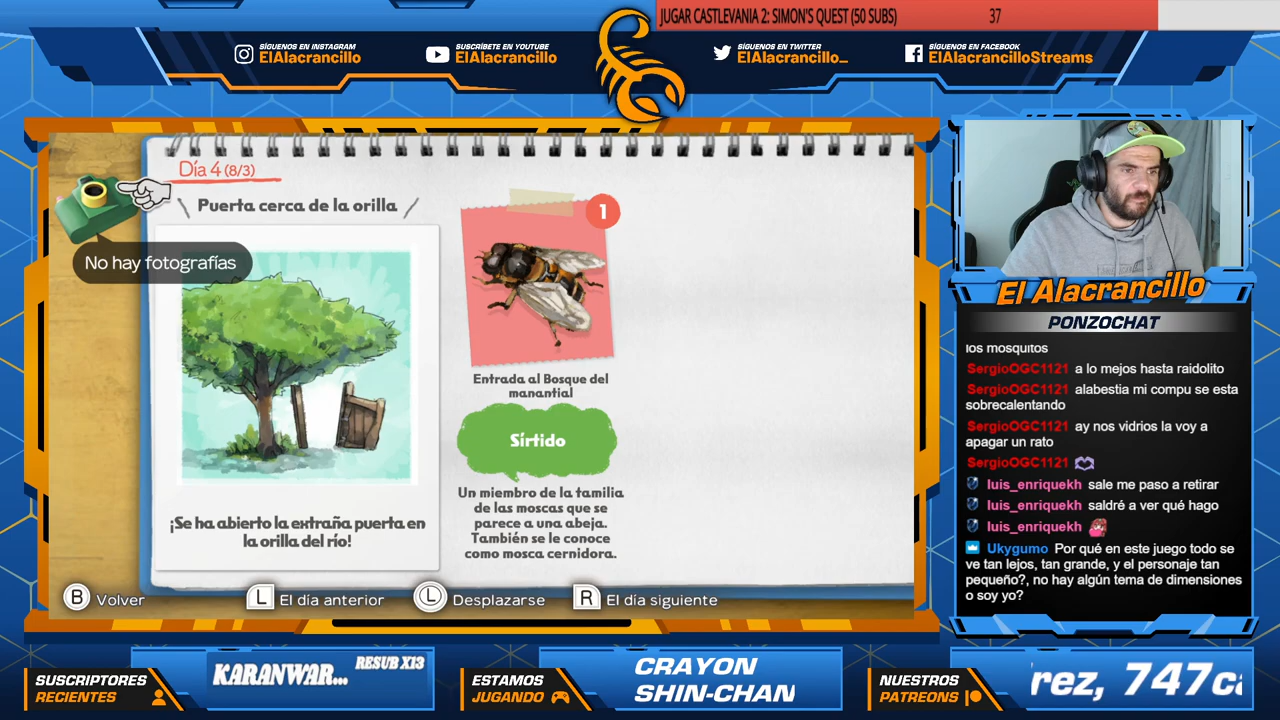 JUGAR CASTLEVANIA 2: SIMON'S QUEST (50 SUBS) 37
SÍGUENOS EN INSTAGRAM
ElAlacrancillo
SUSCRÍBETE EN YOUTUBE
ElAlacrancillo
SÍGUENOS EN TWITTER
ElAlacrancillo_
SÍGUENOS EN FACEBOOK
ElAlacrancilloStreams
Día 4 (8/3)
Puerta cerca de la orilla
No hay fotografías
¡Se ha abierto la extraña puerta en
la orilla del río!
1
Entrada al Bosque del
manantial
Sírtido
Un miembro de la familia
de las moscas que se
parece a una abeja.
También se le conoce
como mosca cernidora.
B Volver
L El día anterior
L Desplazarse
R El día siguiente
El Alacrancillo
PONZOCHAT
los mosquitos
SergioOGC1121 a lo mejos hasta raidolito
SergioOGC1121 alabestia mi compu se esta
sobrecalentando
SergioOGC1121 ay nos vidrios la voy a
apagar un rato
SergioOGC1121
luis_enriquekh sale me paso a retirar
luis_enriquekh saldré a ver qué hago
luis_enriquekh
Ukygumo Por qué en este juego todo se
ve tan lejos, tan grande, y el personaje tan
pequeño?, no hay algún tema de dimensiones
o soy yo?
SUSCRIPTORES
RECIENTES
KARANWAR... RESUB X13
ESTAMOS
JUGANDO
CRAYON
SHIN-CHAN
NUESTROS
PATREONS
rez, 747c